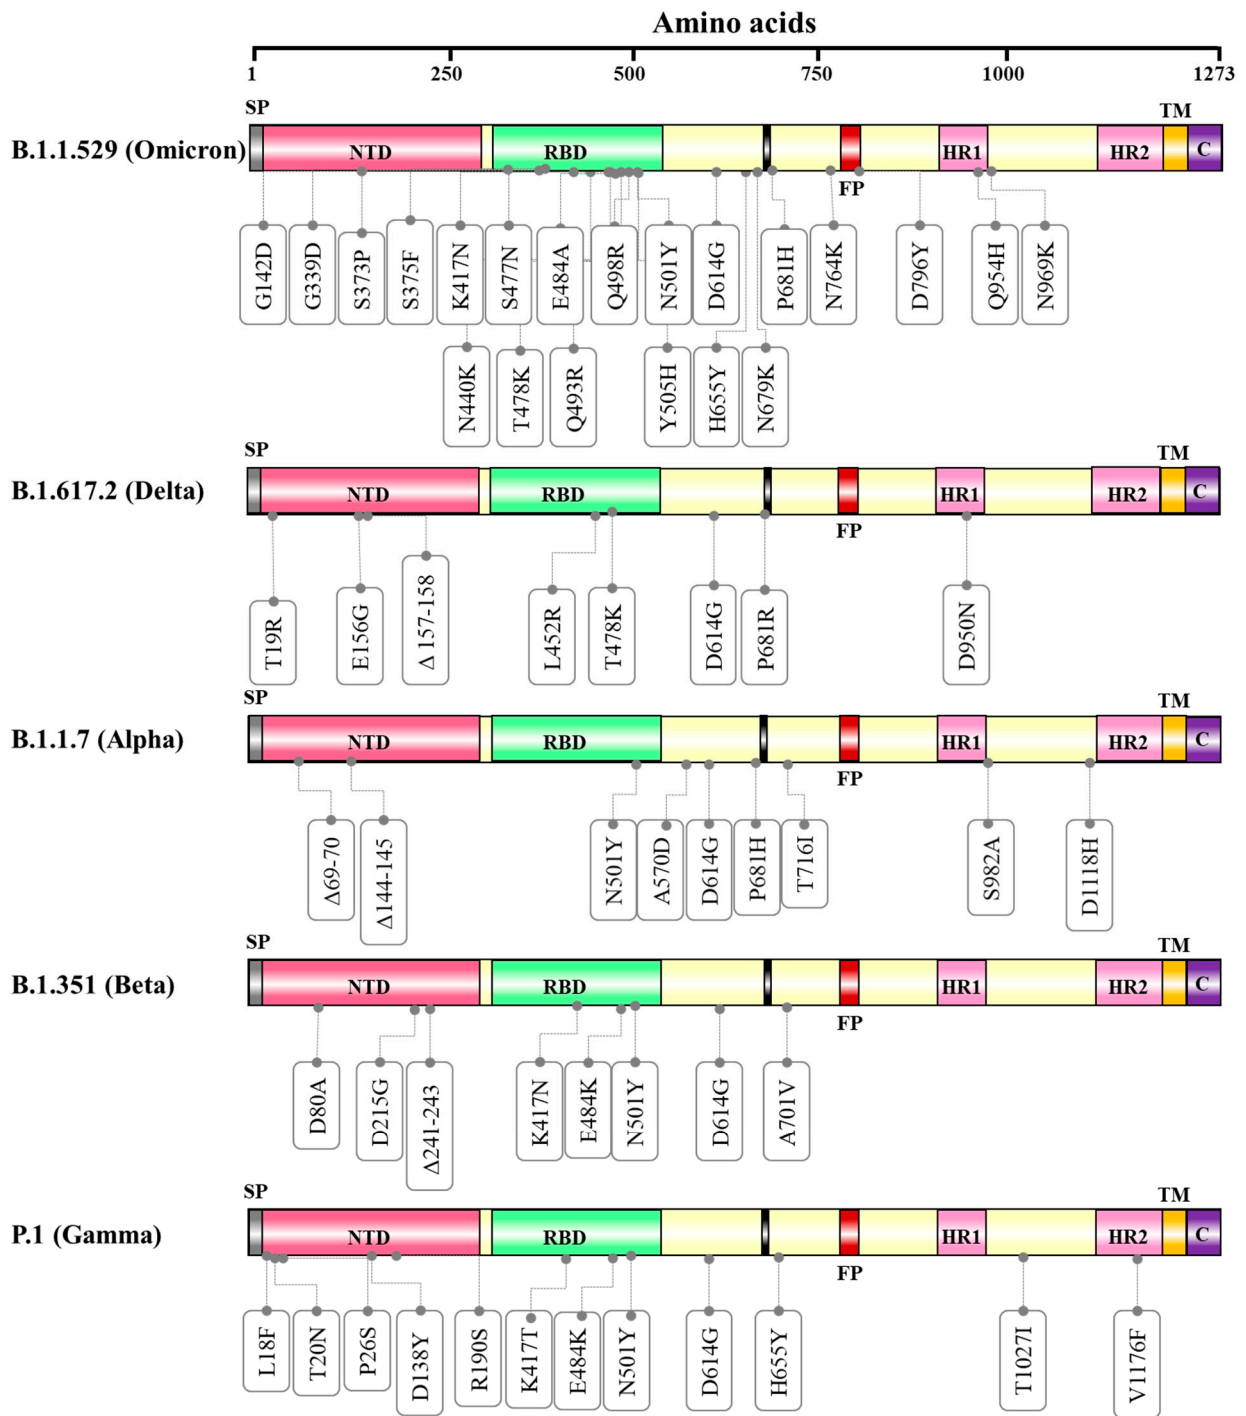 Amino acids
1 250 500 750 1000 1273
SP TM
B.1.1.529 (Omicron) NTD RBD HR1 HR2 C
FP
G142D G339D S373P S375F K417N S477N E484A Q498R N501Y D614G P681H N764K D796Y Q954H N969K
N440K T478K Q493R Y505H H655Y N679K
SP TM
B.1.617.2 (Delta) NTD RBD HR1 HR2 C
FP
T19R E156G Δ 157-158 L452R T478K D614G P681R D950N
SP TM
B.1.1.7 (Alpha) NTD RBD HR1 HR2 C
FP
Δ69-70 Δ144-145 N501Y A570D D614G P681H T716I S982A D1118H
SP TM
B.1.351 (Beta) NTD RBD HR1 HR2 C
FP
D80A D215G Δ241-243 K417N E484K N501Y D614G A701V
SP TM
P.1 (Gamma) NTD RBD HR1 HR2 C
FP
L18F T20N P26S D138Y R190S K417T E484K N501Y D614G H655Y T1027I V1176F